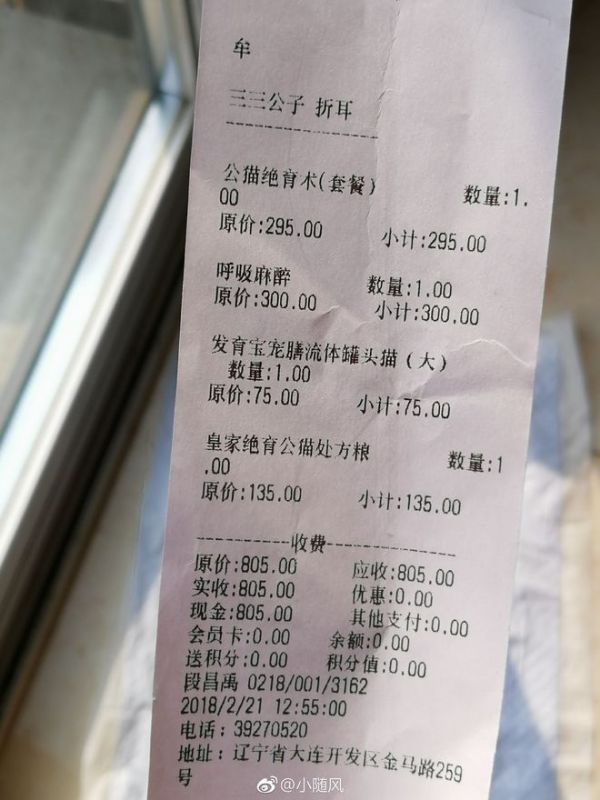 牟
三三公子 折耳
公猫绝育术(套餐) 数量:1.
00
原价:295.00 小计:295.00
呼吸麻醉 数量:1.00
原价:300.00 小计:300.00
发育宝宠膳流体罐头猫(大)
数量:1.00
原价:75.00 小计:75.00
皇家绝育公猫处方粮 数量:1
.00
原价:135.00 小计:135.00
-----------收费---------------
原价:805.00 应收:805.00
实收:805.00 优惠:0.00
现金:805.00 其他支付:0.00
会员卡:0.00 余额:0.00
送积分:0.00 积分值:0.00
段昌禹 0218/001/3162
2018/2/21 12:55:00
电话: 39270520
地址: 辽宁省大连开发区金马路259
号
@小随风